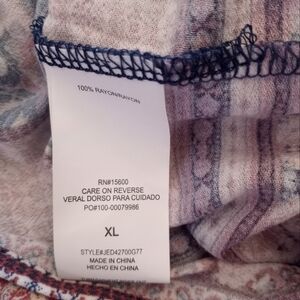 100% RAYON/RAYON
RN#15600
CARE ON REVERSE
VERAL DORSO PARA CUIDADO
PO#100-00079986
XL
STYLE#JED42700G77
MADE IN CHINA
HECHO EN CHINA